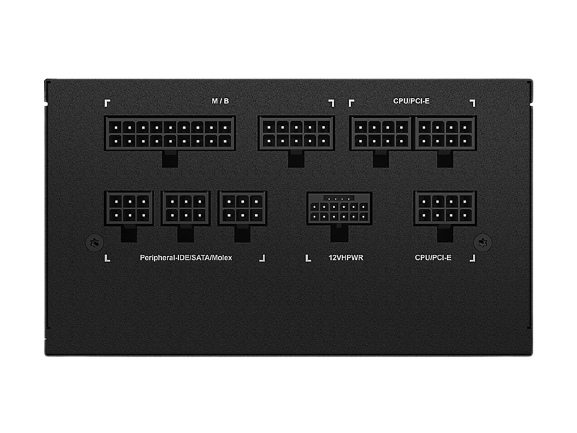 M / B
CPU/PCI-E
Peripheral-IDE/SATA/Molex
12VHPWR
CPU/PCI-E